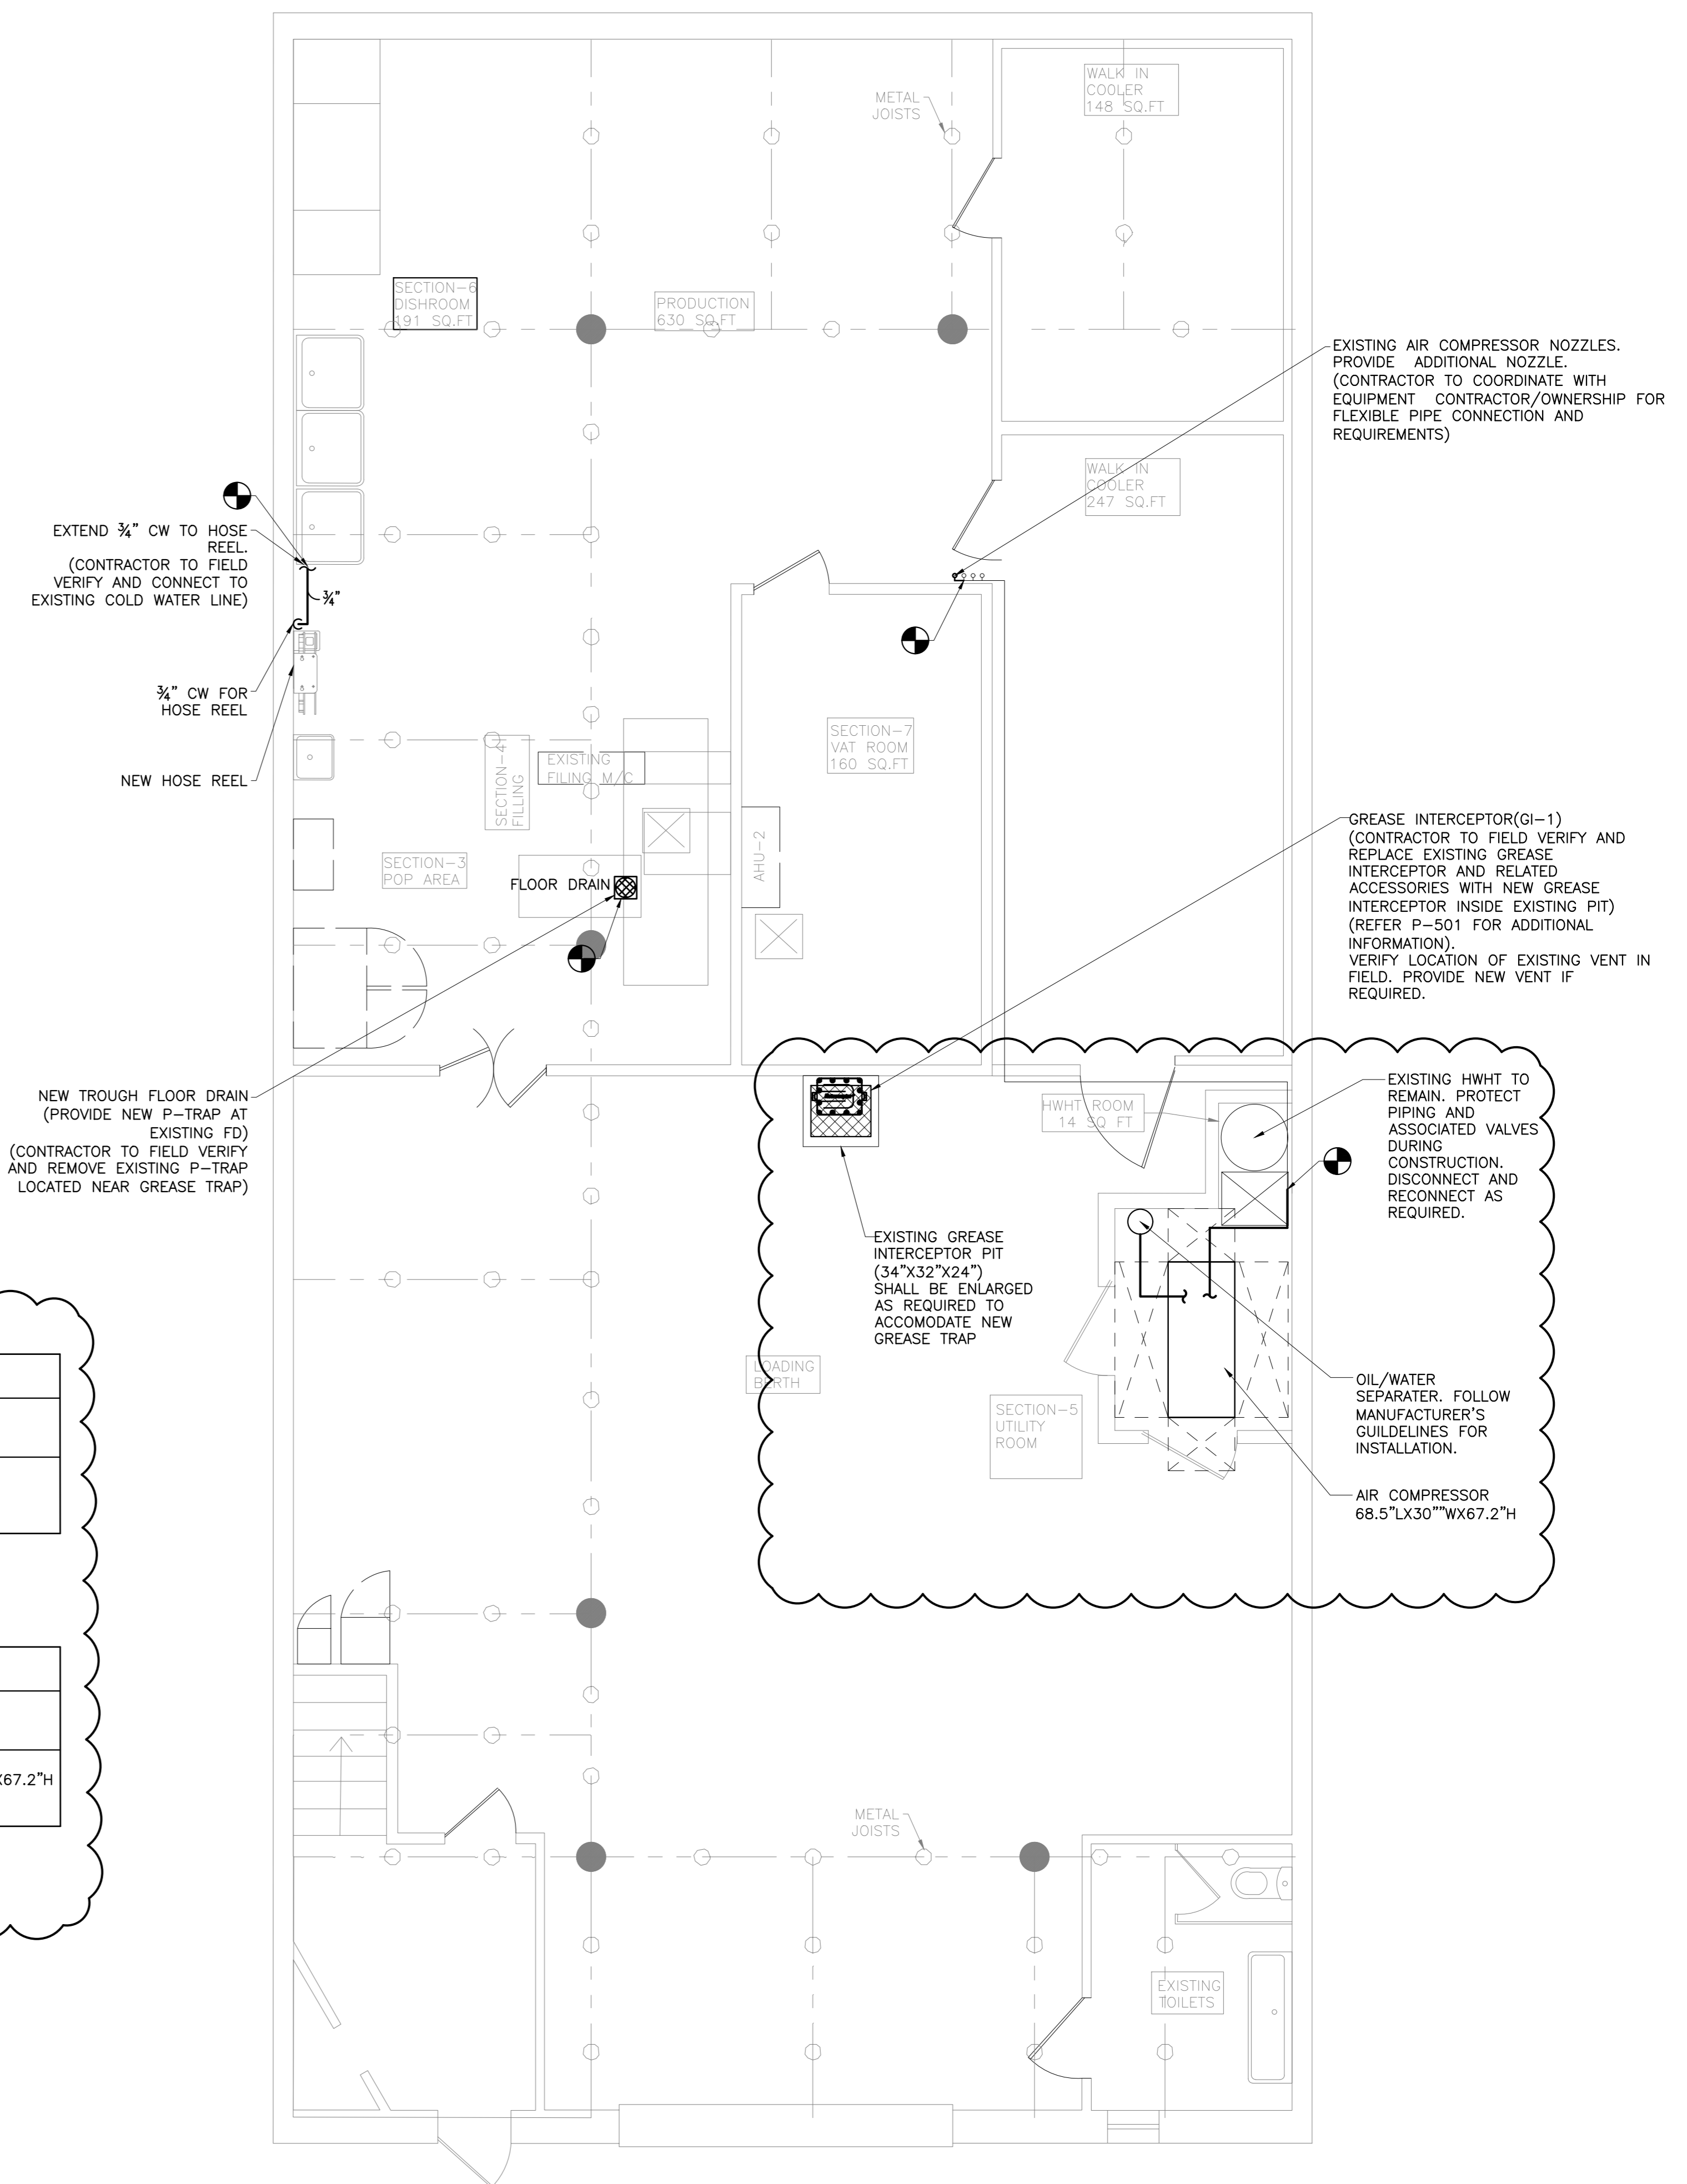 WALK IN
COOLER
148 SQ.FT
METAL
JOISTS
SECTION-6
DISHROOM
191 SQ.FT
PRODUCTION
630 SQ.FT
EXISTING AIR COMPRESSOR NOZZLES.
PROVIDE ADDITIONAL NOZZLE.
(CONTRACTOR TO COORDINATE WITH
EQUIPMENT CONTRACTOR/OWNERSHIP FOR
FLEXIBLE PIPE CONNECTION AND
REQUIREMENTS)
WALK IN
COOLER
247 SQ.FT
EXTEND ¾" CW TO HOSE
REEL.
(CONTRACTOR TO FIELD
VERIFY AND CONNECT TO
EXISTING COLD WATER LINE)
¾"
¾" CW FOR
HOSE REEL
NEW HOSE REEL
SECTION-4
FILLING
EXISTING
FILING M/C
SECTION-7
VAT ROOM
160 SQ.FT
AHU-2
SECTION-3
POP AREA
FLOOR DRAIN
GREASE INTERCEPTOR(GI-1)
(CONTRACTOR TO FIELD VERIFY AND
REPLACE EXISTING GREASE
INTERCEPTOR AND RELATED
ACCESSORIES WITH NEW GREASE
INTERCEPTOR INSIDE EXISTING PIT)
(REFER P-501 FOR ADDITIONAL
INFORMATION).
VERIFY LOCATION OF EXISTING VENT IN
FIELD. PROVIDE NEW VENT IF
REQUIRED.
NEW TROUGH FLOOR DRAIN
(PROVIDE NEW P-TRAP AT
EXISTING FD)
(CONTRACTOR TO FIELD VERIFY
AND REMOVE EXISTING P-TRAP
LOCATED NEAR GREASE TRAP)
HWHT ROOM
14 SQ FT
EXISTING HWHT TO
REMAIN. PROTECT
PIPING AND
ASSOCIATED VALVES
DURING
CONSTRUCTION.
DISCONNECT AND
RECONNECT AS
REQUIRED.
EXISTING GREASE
INTERCEPTOR PIT
(34"X32"X24")
SHALL BE ENLARGED
AS REQUIRED TO
ACCOMODATE NEW
GREASE TRAP
LOADING
BERTH
SECTION-5
UTILITY
ROOM
OIL/WATER
SEPARATER. FOLLOW
MANUFACTURER'S
GUILDELINES FOR
INSTALLATION.
AIR COMPRESSOR
68.5"LX30""WX67.2"H
X67.2"H
METAL
JOISTS
EXISTING
TOILETS